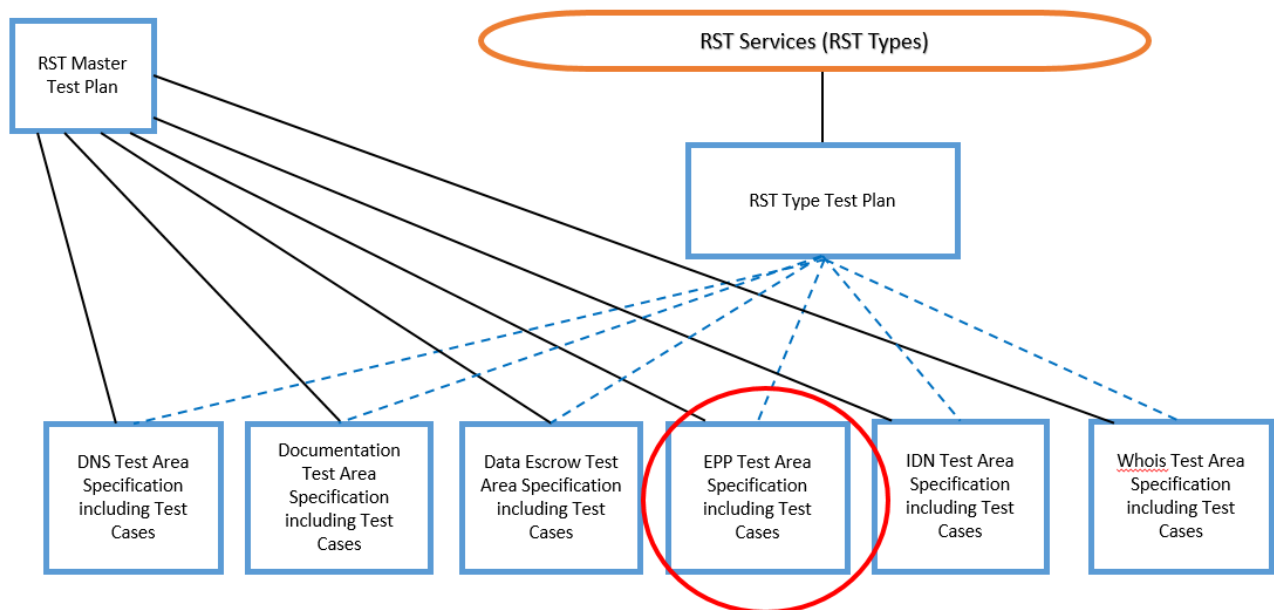 RST Services (RST Types)
RST Master
Test Plan
RST Type Test Plan
DNS Test Area
Specification
including Test
Cases
Documentation
Test Area
Specification
including Test
Cases
Data Escrow Test
Area Specification
including Test
Cases
EPP Test Area
Specification
including Test
Cases
IDN Test Area
Specification
including Test
Cases
Whois Test Area
Specification
including Test
Cases